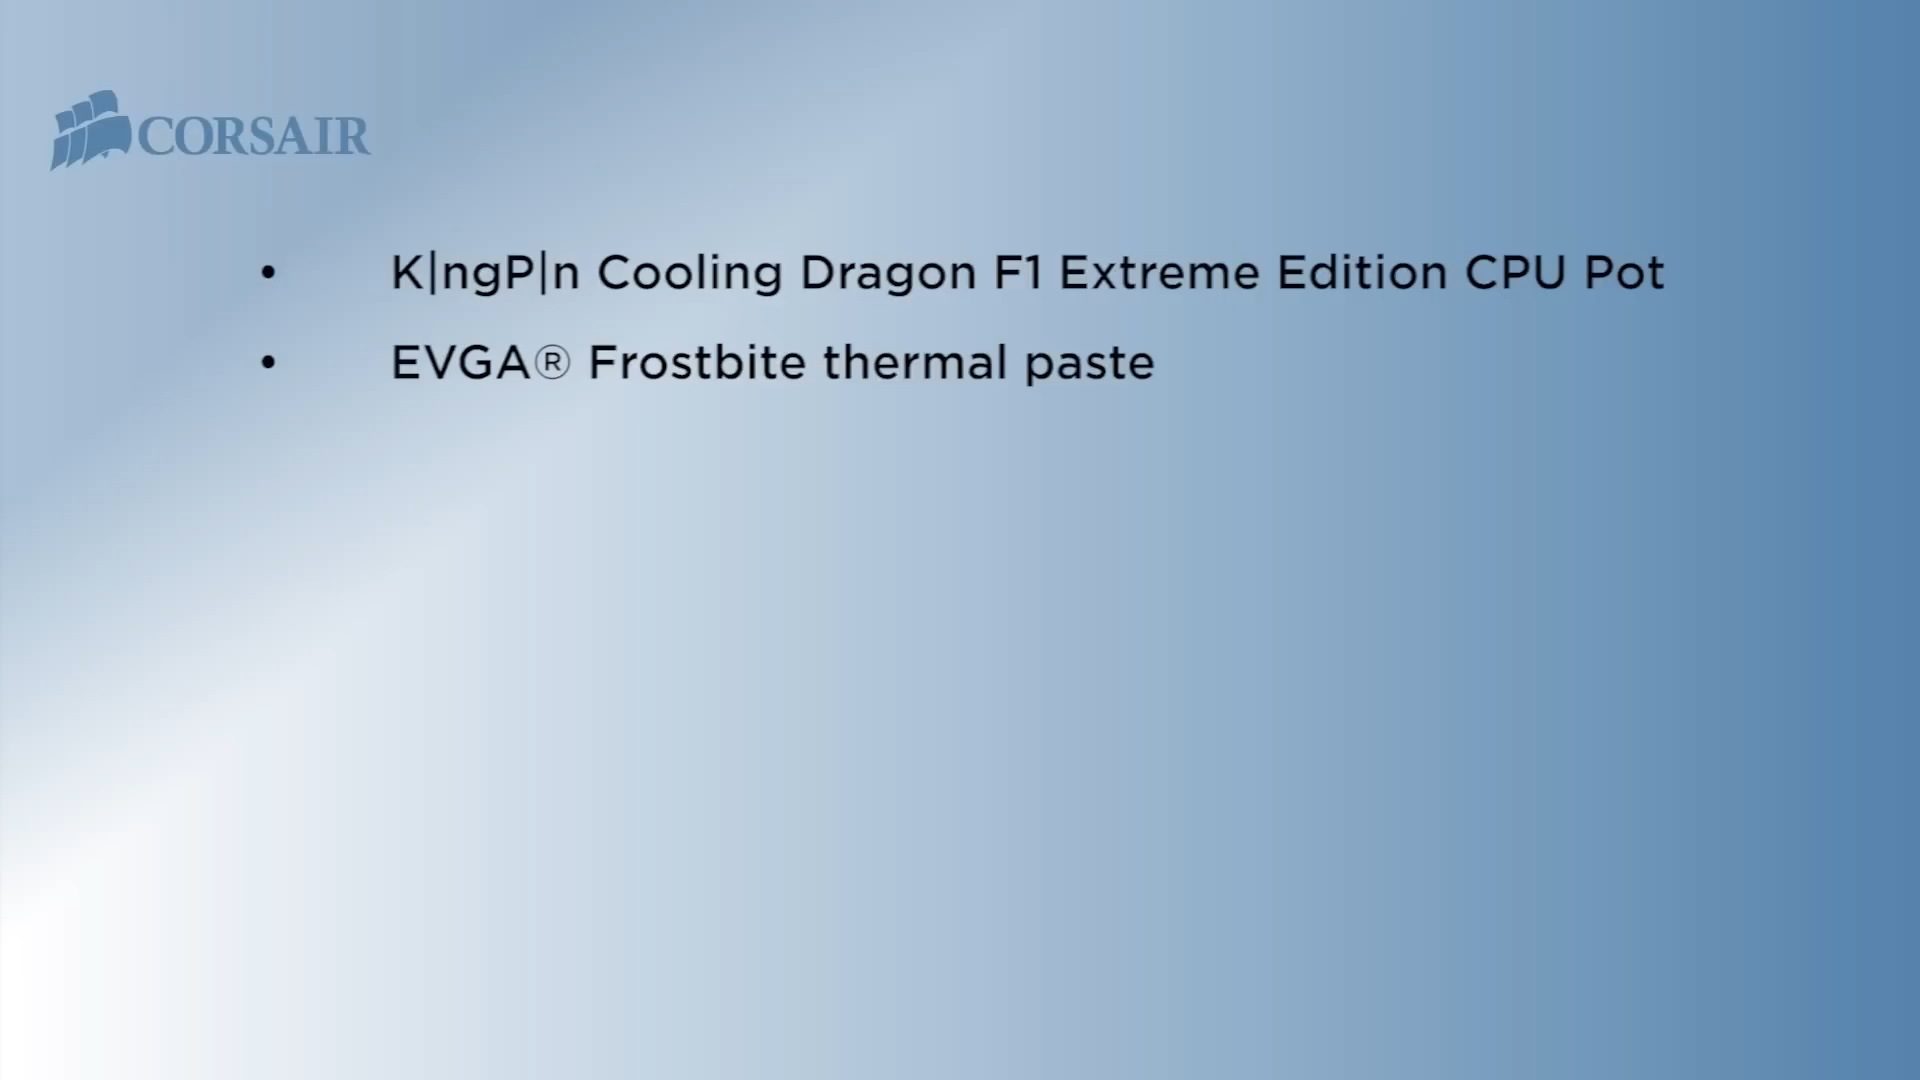 CORSAIR
• K|ngP|n Cooling Dragon F1 Extreme Edition CPU Pot
• EVGA® Frostbite thermal paste